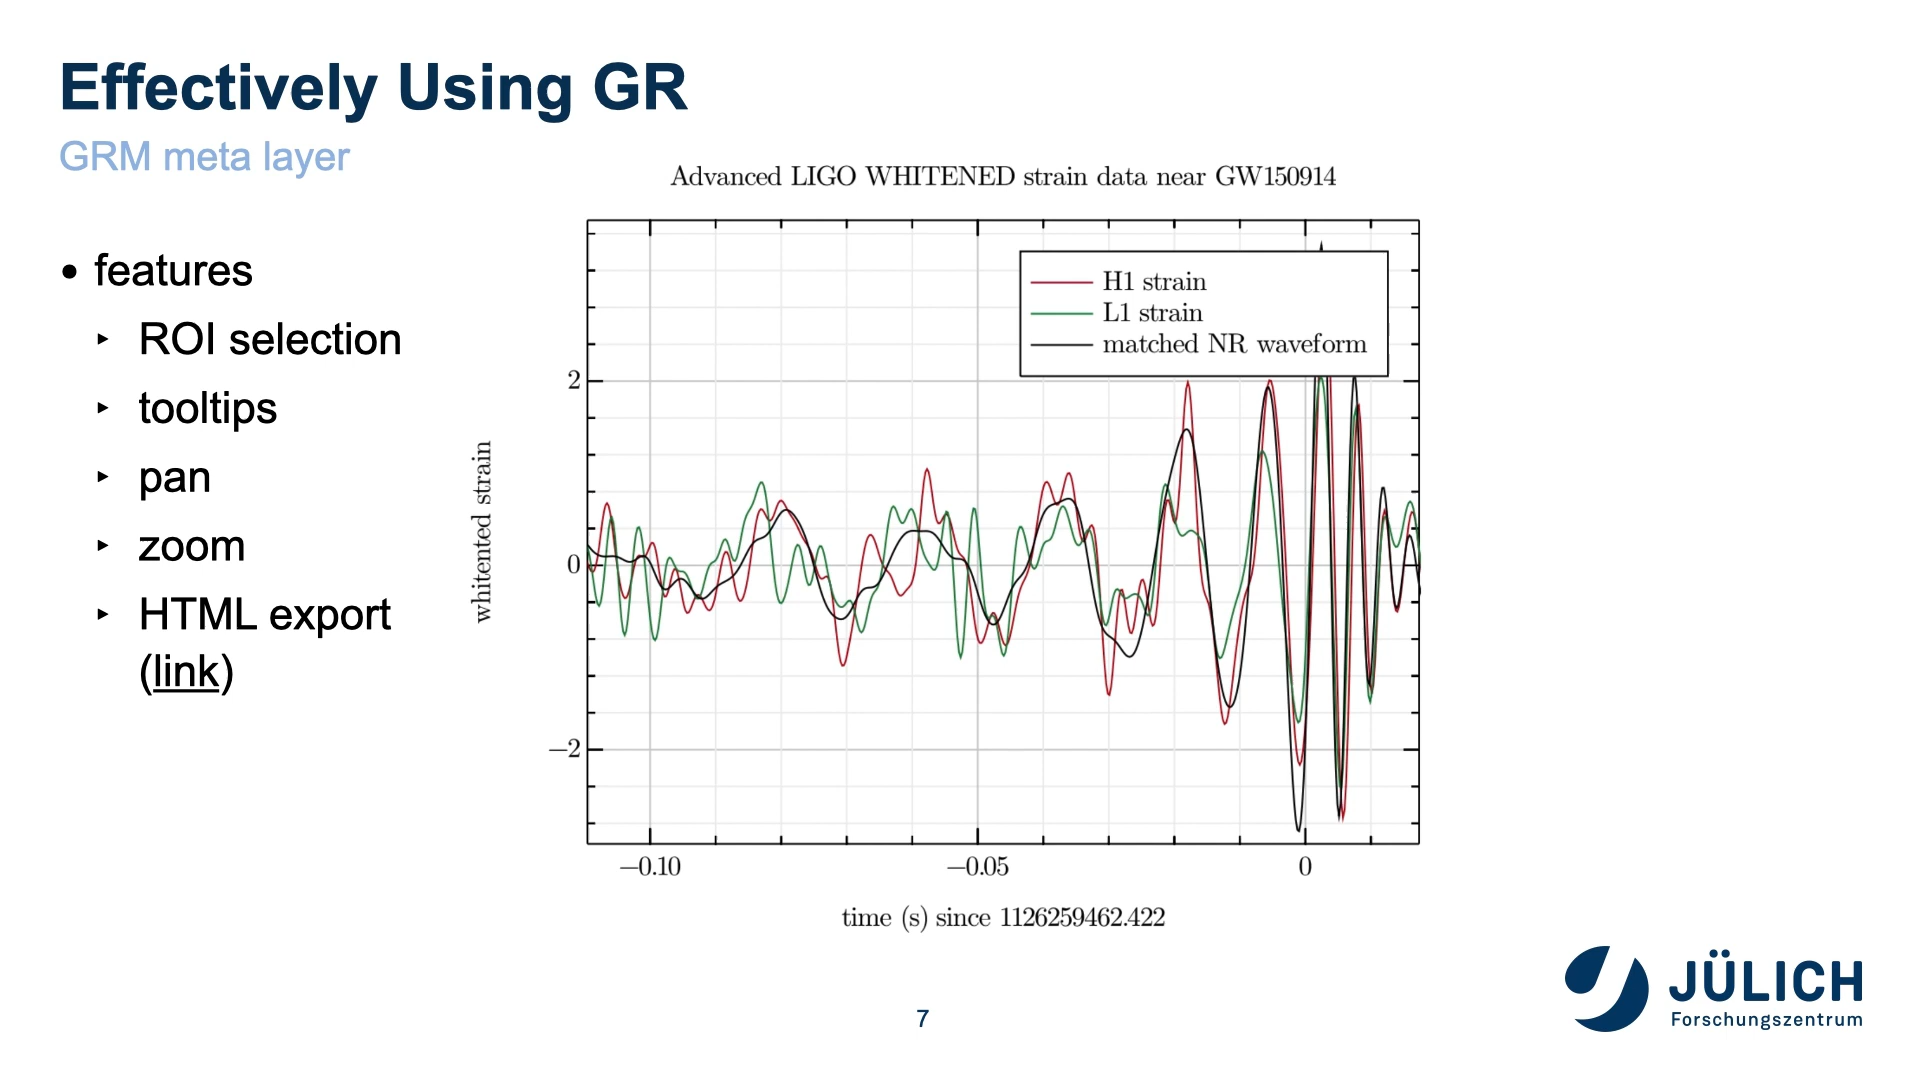 Effectively Using GR
GRM meta layer
• features
‣ ROI selection
‣ tooltips
‣ pan
‣ zoom
‣ HTML export
(link)
Advanced LIGO WHITENED strain data near GW150914
H1 strain
L1 strain
matched NR waveform
whitented strain
2
0
−2
−0.10
−0.05
0
time (s) since 1126259462.422
7
JÜLICH
Forschungszentrum